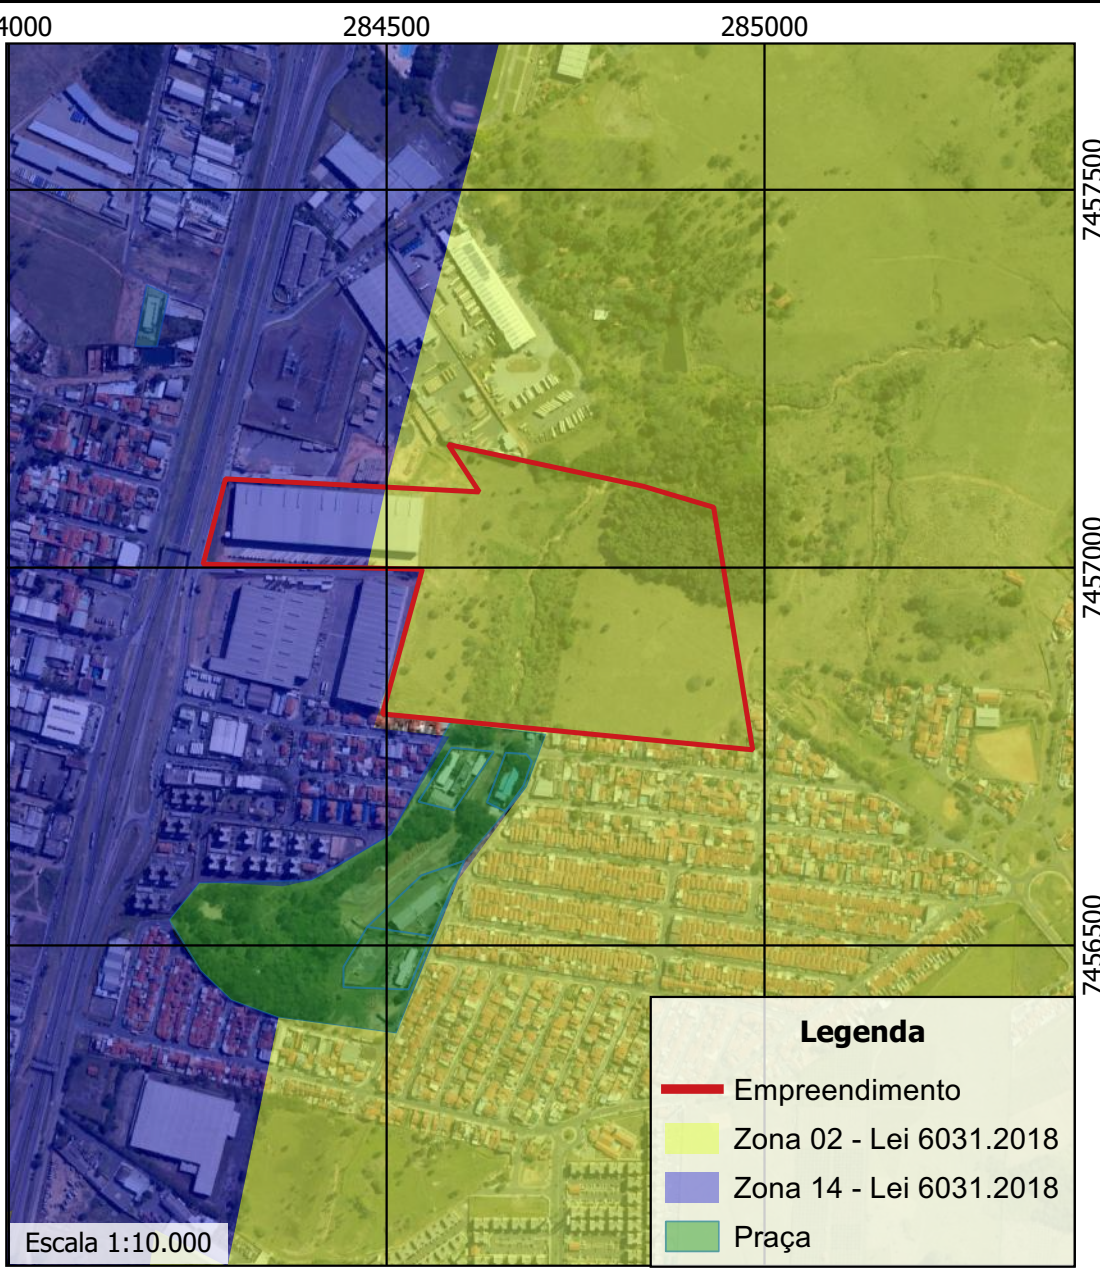 4000 284500 285000
7457500
7457000
7456500
Legenda
Empreendimento
Zona 02 - Lei 6031.2018
Zona 14 - Lei 6031.2018
Praça
Escala 1:10.000